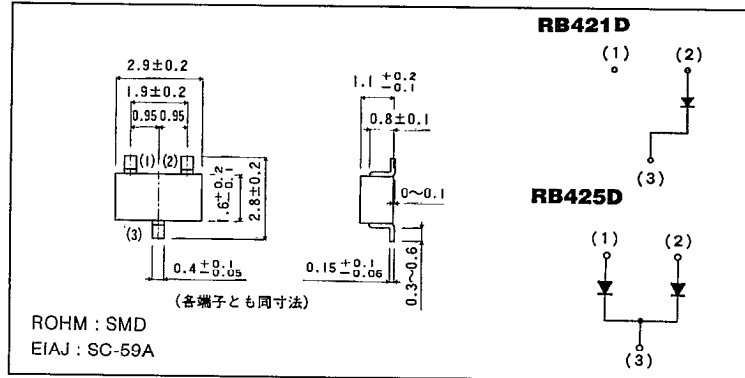 RB421D
(1)
(2)
(3)
2.9±0.2
1.9±0.2
0.95 0.95
(1) (2)
(3)
1.6 +0.2 -0.1
2.8±0.2
0.4 +0.1 -0.05
(各端子とも同寸法)
1.1 +0.2 -0.1
0.8±0.1
0~0.1
0.15 +0.1 -0.06
0.3~0.6
RB425D
(1)
(2)
(3)
ROHM : SMD
EIAJ : SC-59A